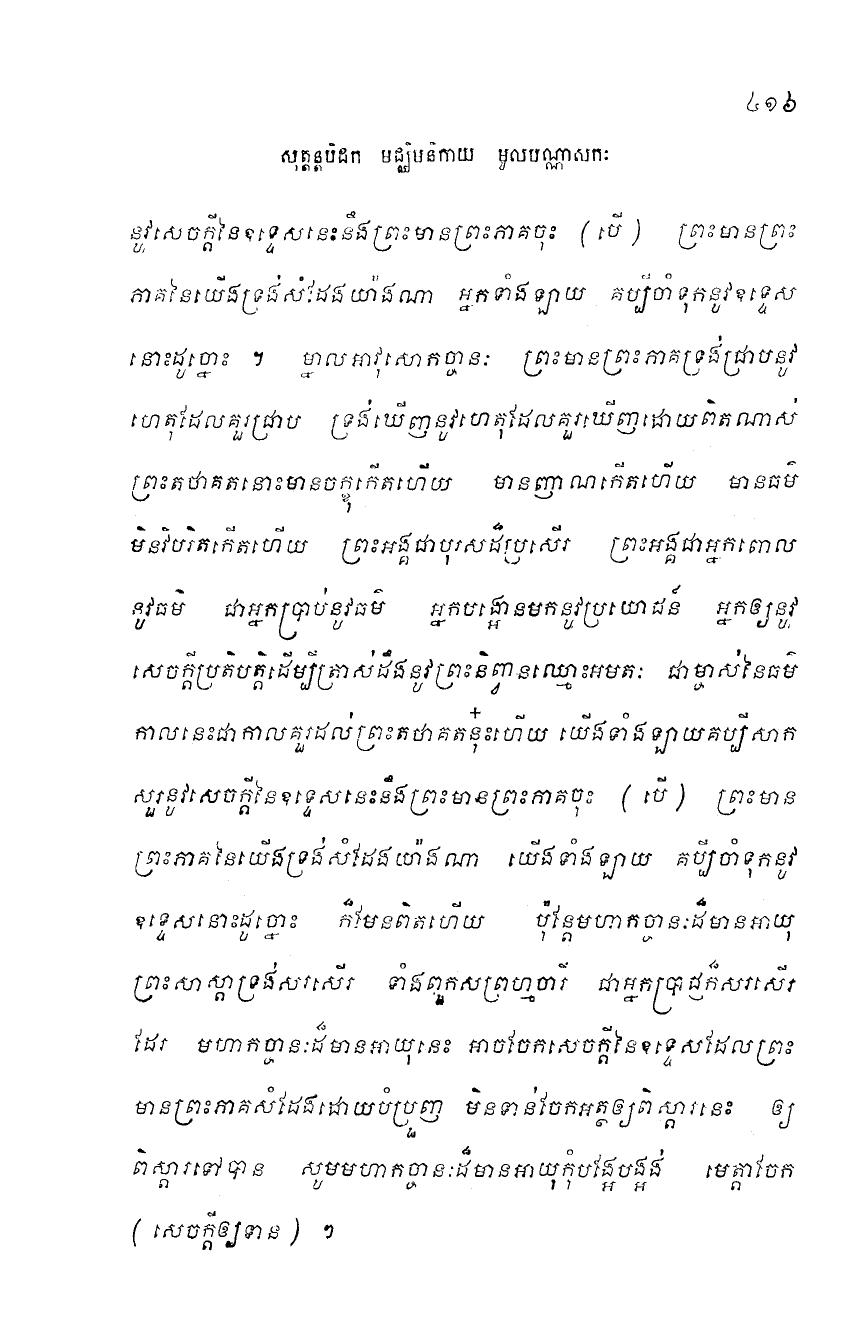 ៤១៦
សុត្តន្តបិដក មជ្ឈិមនិកាយ មូលបណ្ណាសកៈ
នូវសេចក្តីនៃឧទ្ទេសនេះនឹងព្រះមានព្រះភាគចុះ ( បើ ) ព្រះមានព្រះ
ភាគនៃយើងទ្រង់សំដែងយ៉ាងណា អ្នកទាំងឡាយ គប្បីចាំទុកនូវឧទ្ទេស
នោះដូច្នោះ ។ ម្នាលអាវុសោកច្ចានៈ ព្រះមានព្រះភាគទ្រង់ជ្រាបនូវ
ហេតុដែលគួរជ្រាប ទ្រង់ឃើញនូវហេតុដែលគួរឃើញដោយពិតណាស់
ព្រះតថាគតនោះមានចក្ខុកើតហើយ មានញាណកើតហើយ មានធម៌
មិនវិបរិតកើតហើយ ព្រះអង្គជាបុរសដ៏ប្រសើរ ព្រះអង្គជាអ្នកពោល
នូវធម៌ ជាអ្នកប្រាប់នូវធម៌ អ្នកបង្អោនមកនូវប្រយោជន៍ អ្នកឲ្យនូវ
សេចក្តីប្រតិបត្តិដើម្បីត្រាស់ដឹងនូវព្រះនិព្វានឈ្មោះអមតៈ ជាម្ចាស់នៃធម៌
កាលនេះជាកាលគួរដល់ព្រះតថាគតនុ៎ះហើយ យើងទាំងឡាយគប្បីសាក
សួរនូវសេចក្តីនៃឧទ្ទេសនេះនឹងព្រះមានព្រះភាគចុះ ( បើ ) ព្រះមាន
ព្រះភាគនៃយើងទ្រង់សំដែងយ៉ាងណា យើងទាំងឡាយ គប្បីចាំទុកនូវ
ឧទ្ទេសនោះដូច្នោះ ក៏មែនពិតហើយ ប៉ុន្តែមហាកច្ចានៈដ៏មានអាយុ
ព្រះសាស្តាទ្រង់សរសើរ ទាំងពួកសព្រហ្មចារី ជាអ្នកប្រាជ្ញក៏សរសើរ
ដែរ មហាកច្ចានៈដ៏មានអាយុនេះ អាចចែកសេចក្តីនៃឧទ្ទេសដែលព្រះ
មានព្រះភាគសំដែងដោយបំប្រួញ មិនទាន់ចែកអត្ថឲ្យពិស្តារនេះ ឲ្យ
ពិស្តារទៅបាន សូមមហាកច្ចានៈដ៏មានអាយុកុំបង្អែបង្អង់ មេត្តាចែក
( សេចក្តីឲ្យទាន ) ។